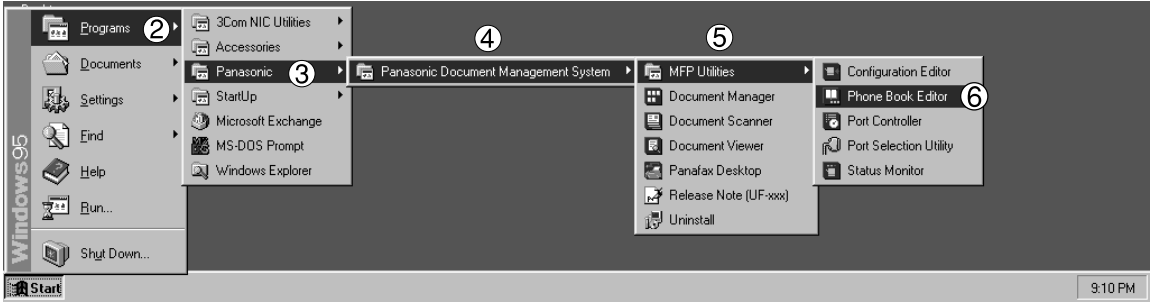 Programs ②
Documents
Settings
Find
Help
Run...
Shut Down...
Windows95
3Com NIC Utilities
Accessories
Panasonic ③
StartUp
Microsoft Exchange
MS-DOS Prompt
Windows Explorer
④
Panasonic Document Management System
⑤
MFP Utilities
Document Manager
Document Scanner
Document Viewer
Panafax Desktop
Release Note (UF-xxx)
Uninstall
Configuration Editor
Phone Book Editor ⑥
Port Controller
Port Selection Utility
Status Monitor
Start
9:10 PM